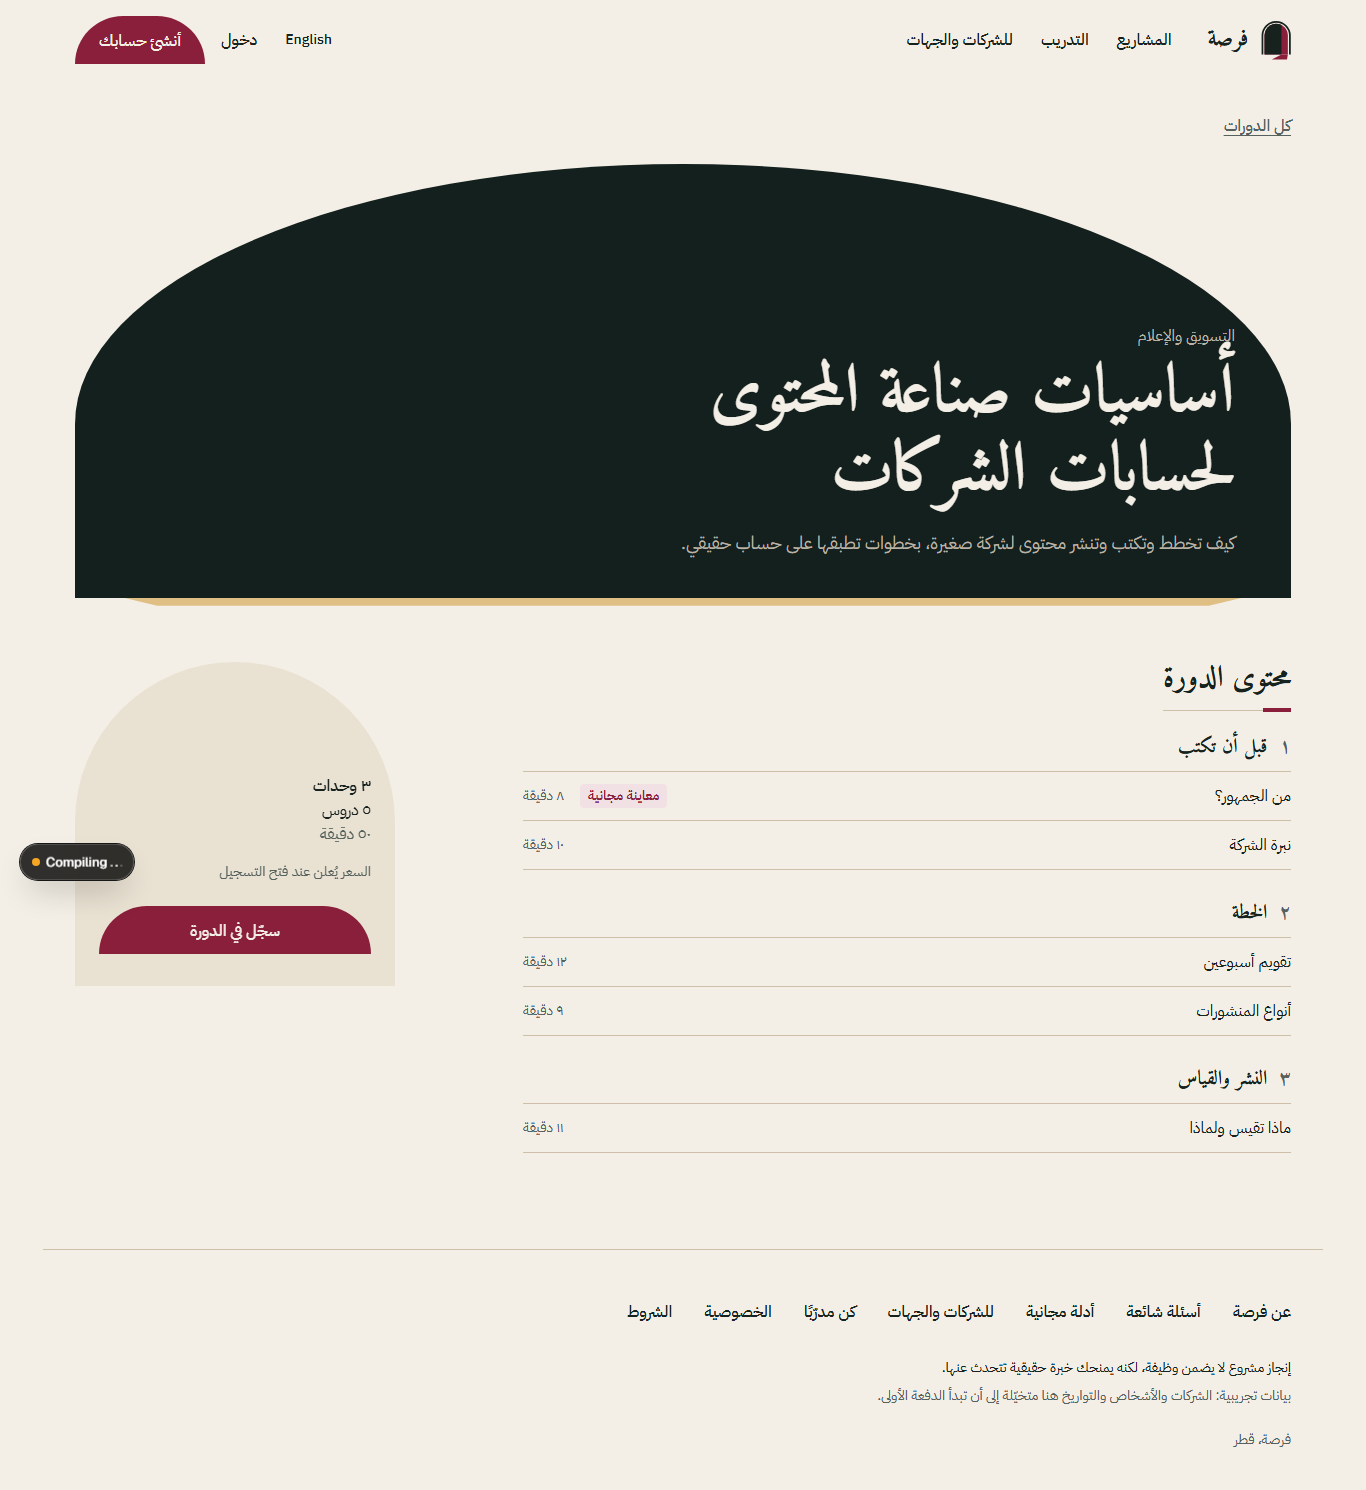 فرصة
المشاريع
التدريب
للشركات والجهات
English
دخول
أنشئ حسابك
كل الدورات
التسويق والإعلام
أساسيات صناعة المحتوى
لحسابات الشركات
كيف تخطط وتكتب وتنشر محتوى لشركة صغيرة، بخطوات تطبقها على حساب حقيقي.
محتوى الدورة
١ قبل أن تكتب
من الجمهور؟ معاينة مجانية ٨ دقيقة
نبرة الشركة ١٠ دقيقة
٢ الخطة
تقويم أسبوعين ١٢ دقيقة
أنواع المنشورات ٩ دقيقة
٣ النشر والقياس
ماذا تقيس ولماذا ١١ دقيقة
٣ وحدات
٥ دروس
٥٠ دقيقة
السعر يُعلن عند فتح التسجيل
سجّل في الدورة
Compiling ...
عن فرصة
أسئلة شائعة
أدلة مجانية
للشركات والجهات
كن مدرّبًا
الخصوصية
الشروط
إنجاز مشروع لا يضمن وظيفة، لكنه يمنحك خبرة حقيقية تتحدث عنها.
بيانات تجريبية: الشركات والأشخاص والتواريخ هنا متخيّلة إلى أن تبدأ الدفعة الأولى.
فرصة، قطر